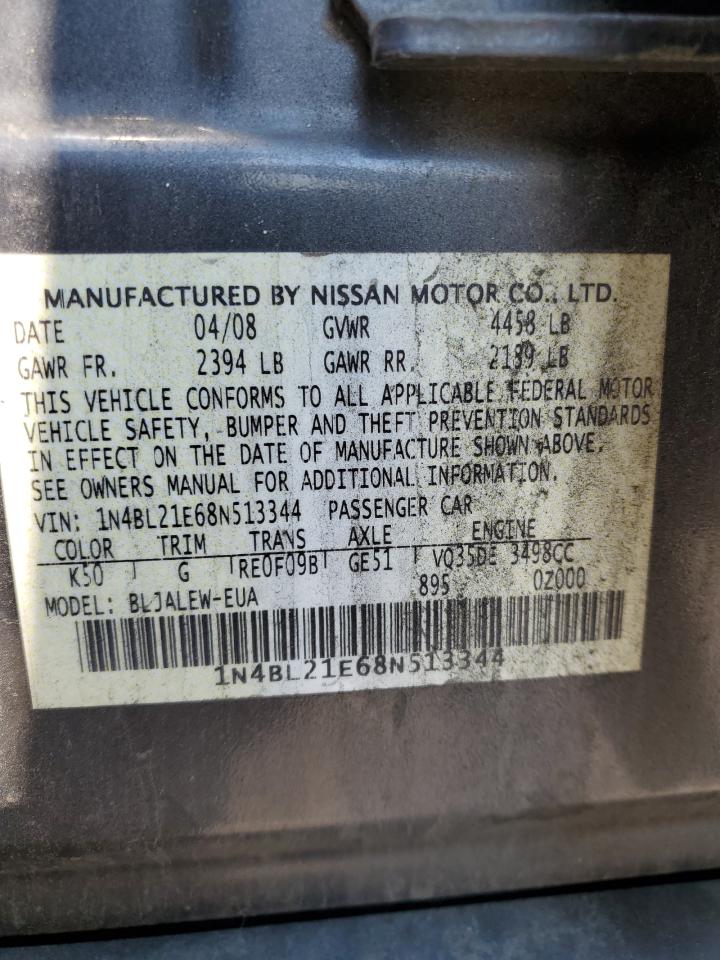 MANUFACTURED BY NISSAN MOTOR CO., LTD.
DATE 04/08 GVWR 4458 LB
GAWR FR. 2394 LB GAWR RR. 2189 LB
THIS VEHICLE CONFORMS TO ALL APPLICABLE FEDERAL MOTOR
VEHICLE SAFETY, BUMPER AND THEFT PREVENTION STANDARDS
IN EFFECT ON THE DATE OF MANUFACTURE SHOWN ABOVE.
SEE OWNERS MANUAL FOR ADDITIONAL INFORMATION.
VIN: 1N4BL21E68N513344 PASSENGER CAR
COLOR TRIM TRANS AXLE ENGINE
K50 G RE0F09B GE51 VQ35DE 3498CC
MODEL: BLJALEW-EUA 895 0Z000
1N4BL21E68N513344